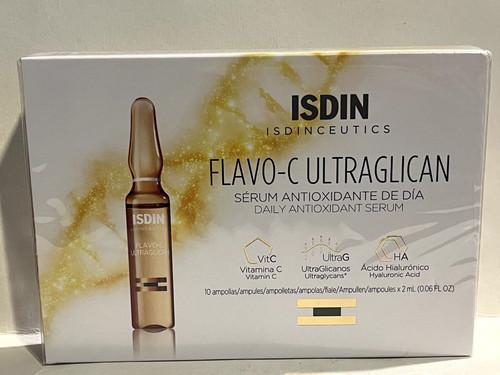 ISDIN
ISDINCEUTICS
FLAVO-C ULTRAGLICAN
SÉRUM ANTIOXIDANTE DE DÍA
DAILY ANTIOXIDANT SERUM
ISDIN
FLAVO-C
ULTRAGLICAN
VitC
Vitamina C
Vitamin C
UltraG
UltraGlicanos
Ultraglycans*
HA
Ácido Hialurónico
Hyaluronic Acid
10 ampollas/ampules/ampolletas/ampolas/fiale/Ampullen/ampoules x 2 mL (0.06 FL OZ)